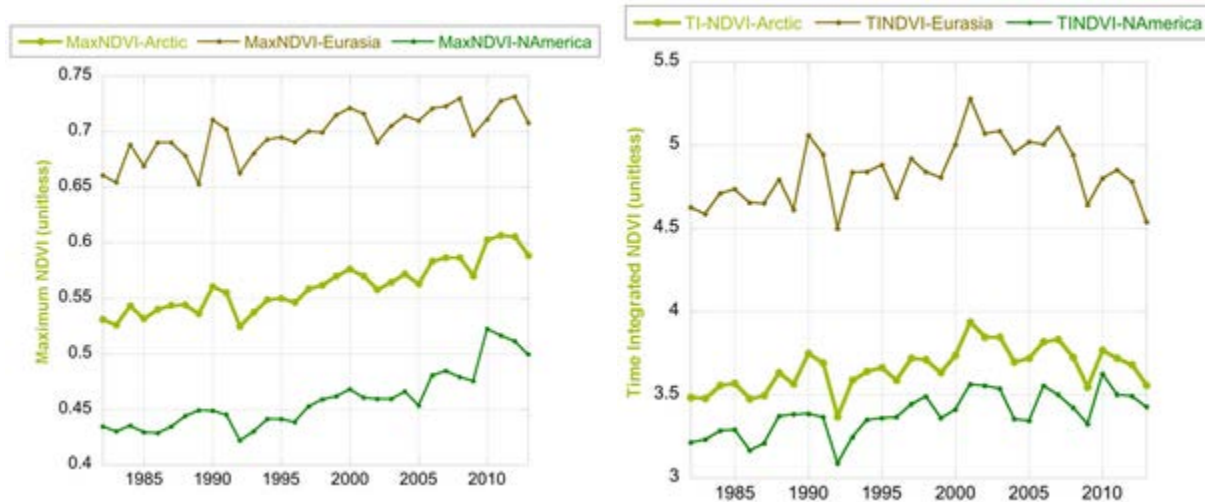 MaxNDVI-Arctic MaxNDVI-Eurasia MaxNDVI-NAmerica
0.75
0.7
0.65
0.6
0.55
0.5
0.45
0.4
Maximum NDVI (unitless)
1985 1990 1995 2000 2005 2010
TI-NDVI-Arctic TINDVI-Eurasia TINDVI-NAmerica
5.5
5
4.5
4
3.5
3
Time Integrated NDVI (unitless)
1985 1990 1995 2000 2005 2010